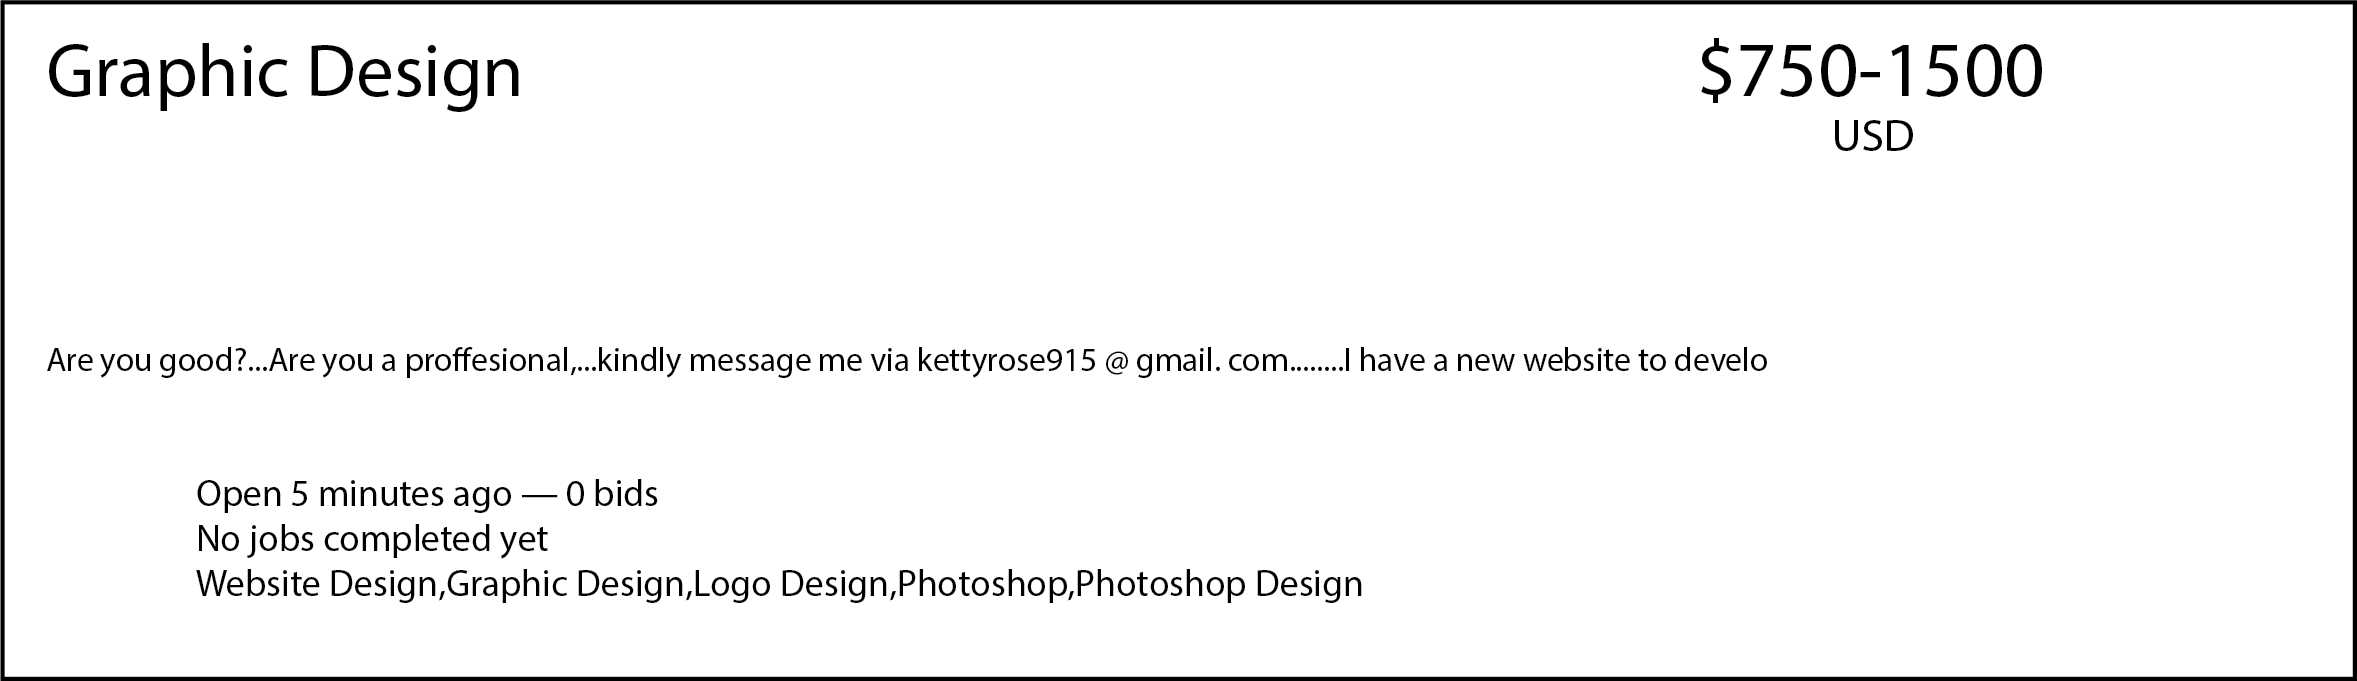 Graphic Design
$750-1500
USD
Are you good?...Are you a proffesional,...kindly message me via kettyrose915 @ gmail. com........I have a new website to develo
Open 5 minutes ago — 0 bids
No jobs completed yet
Website Design,Graphic Design,Logo Design,Photoshop,Photoshop Design